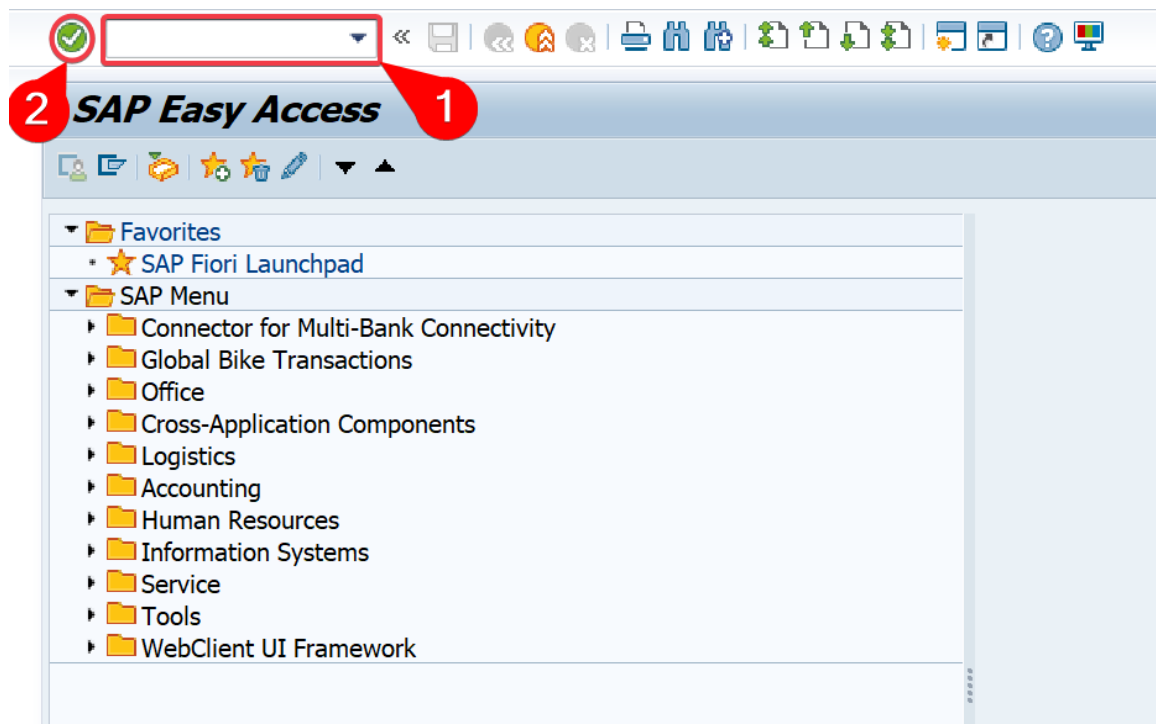 2
SAP Easy Access
1
Favorites
SAP Fiori Launchpad
SAP Menu
Connector for Multi-Bank Connectivity
Global Bike Transactions
Office
Cross-Application Components
Logistics
Accounting
Human Resources
Information Systems
Service
Tools
WebClient UI Framework